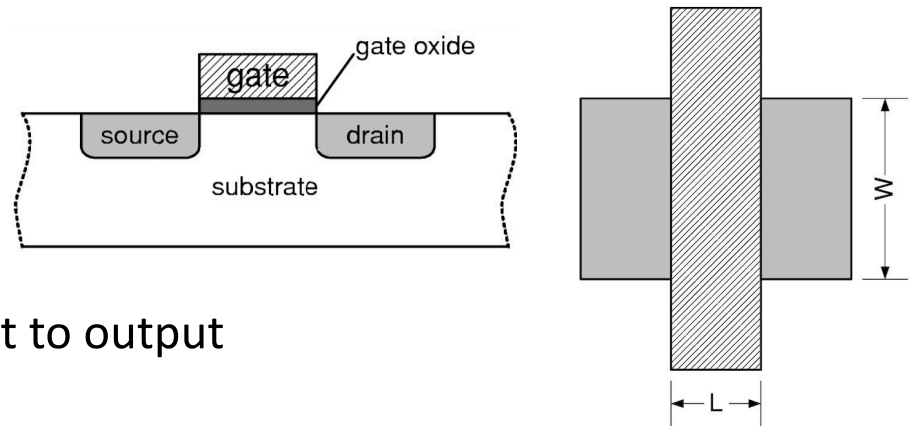 gate oxide
gate
source
drain
substrate
W
t to output
L